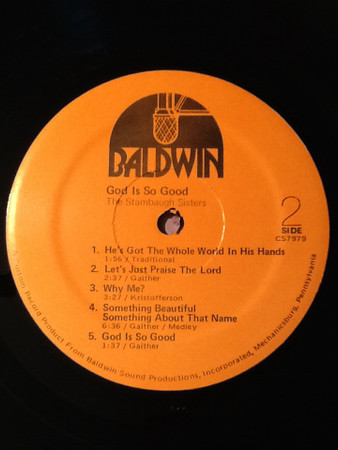 BALDWIN
God Is So Good
The Stambaugh Sisters
2
SIDE
CS7979
1. He's Got The Whole World In His Hands
1:56 / Traditional
2. Let's Just Praise The Lord
2:37 / Gaither
3. Why Me?
3:27 / Kristofferson
4. Something Beautiful
Something About That Name
6:36 / Gaither / Medley
5. God Is So Good
1:37 / Gaither
A Custom Record Product From Baldwin Sound Productions, Incorporated, Mechanicsburg, Pennsylvania